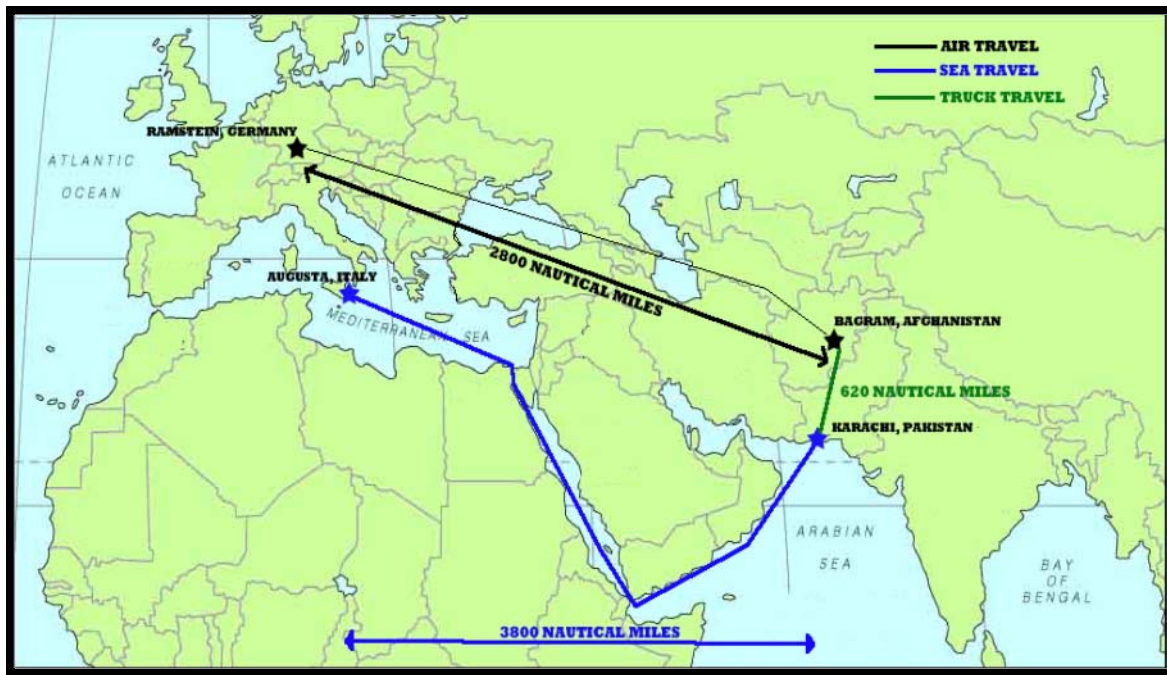 AIR TRAVEL
SEA TRAVEL
TRUCK TRAVEL
RAMSTEIN, GERMANY
ATLANTIC
OCEAN
2800 NAUTICAL MILES
AUGUSTA, ITALY
MEDITERRANEAN SEA
BAGRAM, AFGHANISTAN
620 NAUTICAL MILES
KARACHI, PAKISTAN
ARABIAN
SEA
BAY
OF
BENGAL
3800 NAUTICAL MILES